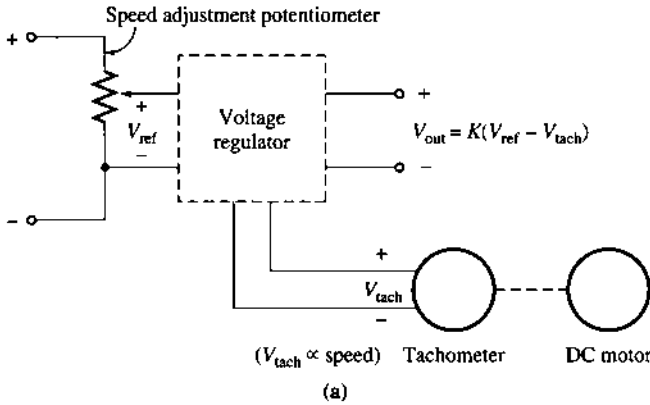 Speed adjustment potentiometer
+
+
V_ref
−
−
Voltage
regulator
+
V_out = K(V_ref − V_tach)
−
+
V_tach
−
(V_tach ∝ speed) Tachometer DC motor
(a)